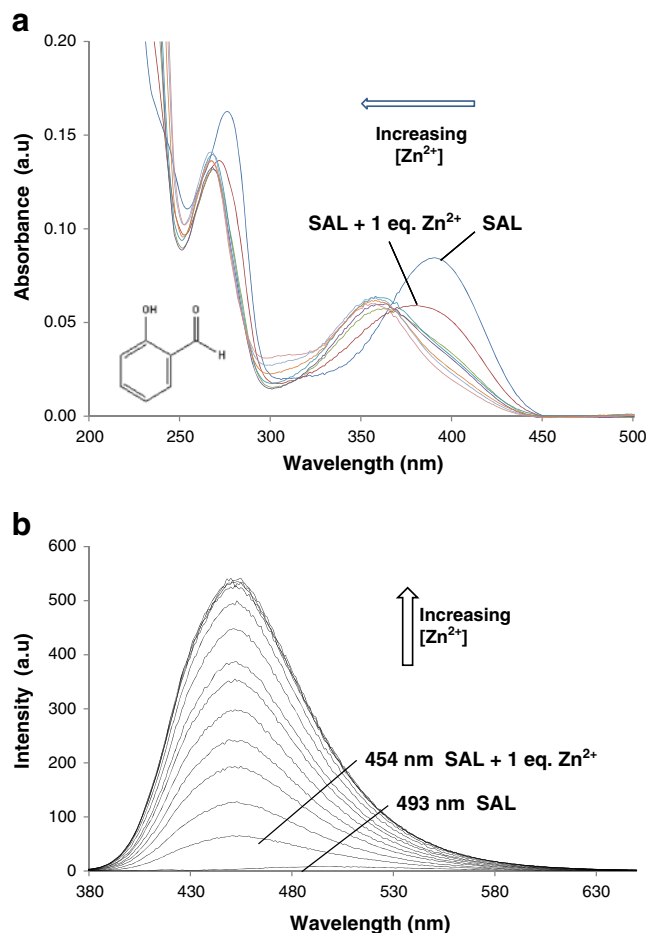 a
0.20
0.15
0.10
0.05
0.00
Absorbance (a.u)
Increasing
[Zn²⁺]
SAL + 1 eq. Zn²⁺
SAL
OH
O
H
200 250 300 350 400 450 500
Wavelength (nm)
b
600
500
400
300
200
100
0
Intensity (a.u)
Increasing
[Zn²⁺]
454 nm SAL + 1 eq. Zn²⁺
493 nm SAL
380 430 480 530 580 630
Wavelength (nm)